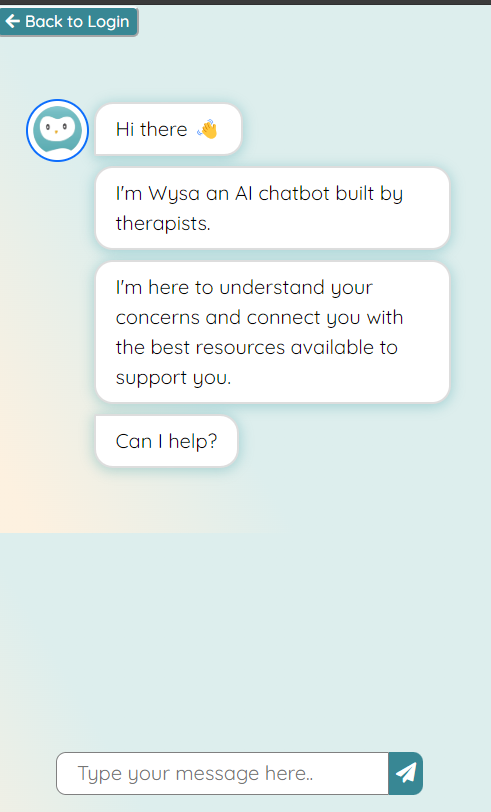 Back to Login
Hi there 👋
I'm Wysa an AI chatbot built by
therapists.
I'm here to understand your
concerns and connect you with
the best resources available to
support you.
Can I help?
Type your message here..